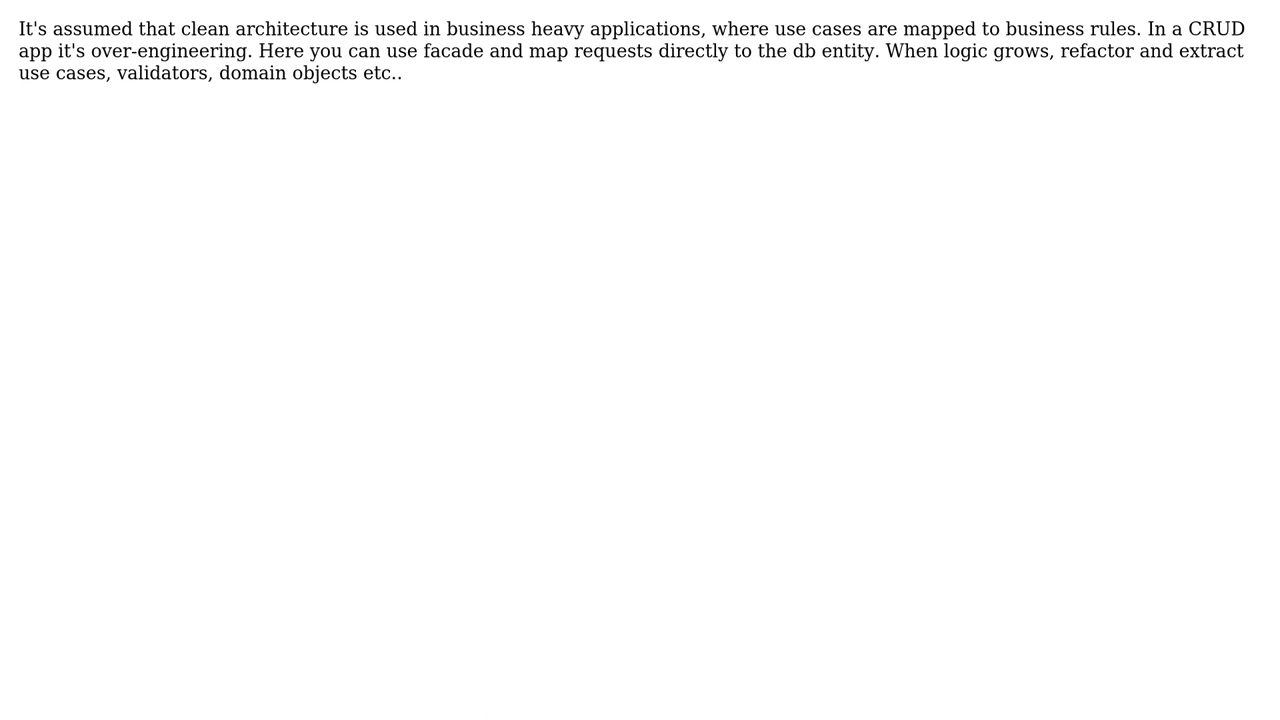 It's assumed that clean architecture is used in business heavy applications, where use cases are mapped to business rules. In a CRUD
app it's over-engineering. Here you can use facade and map requests directly to the db entity. When logic grows, refactor and extract
use cases, validators, domain objects etc..